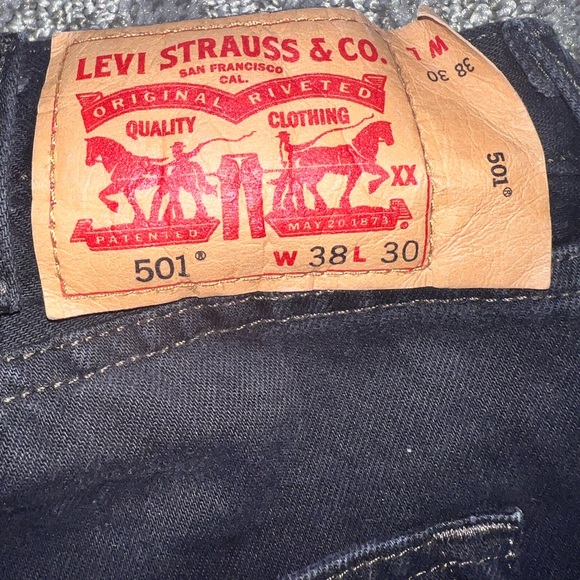 LEVI STRAUSS & CO.
SAN FRANCISCO
CAL.
ORIGINAL RIVETED
QUALITY CLOTHING
XX
PATENTED MAY 20 1873
501® W 38 L 30
W L
38 30
501®